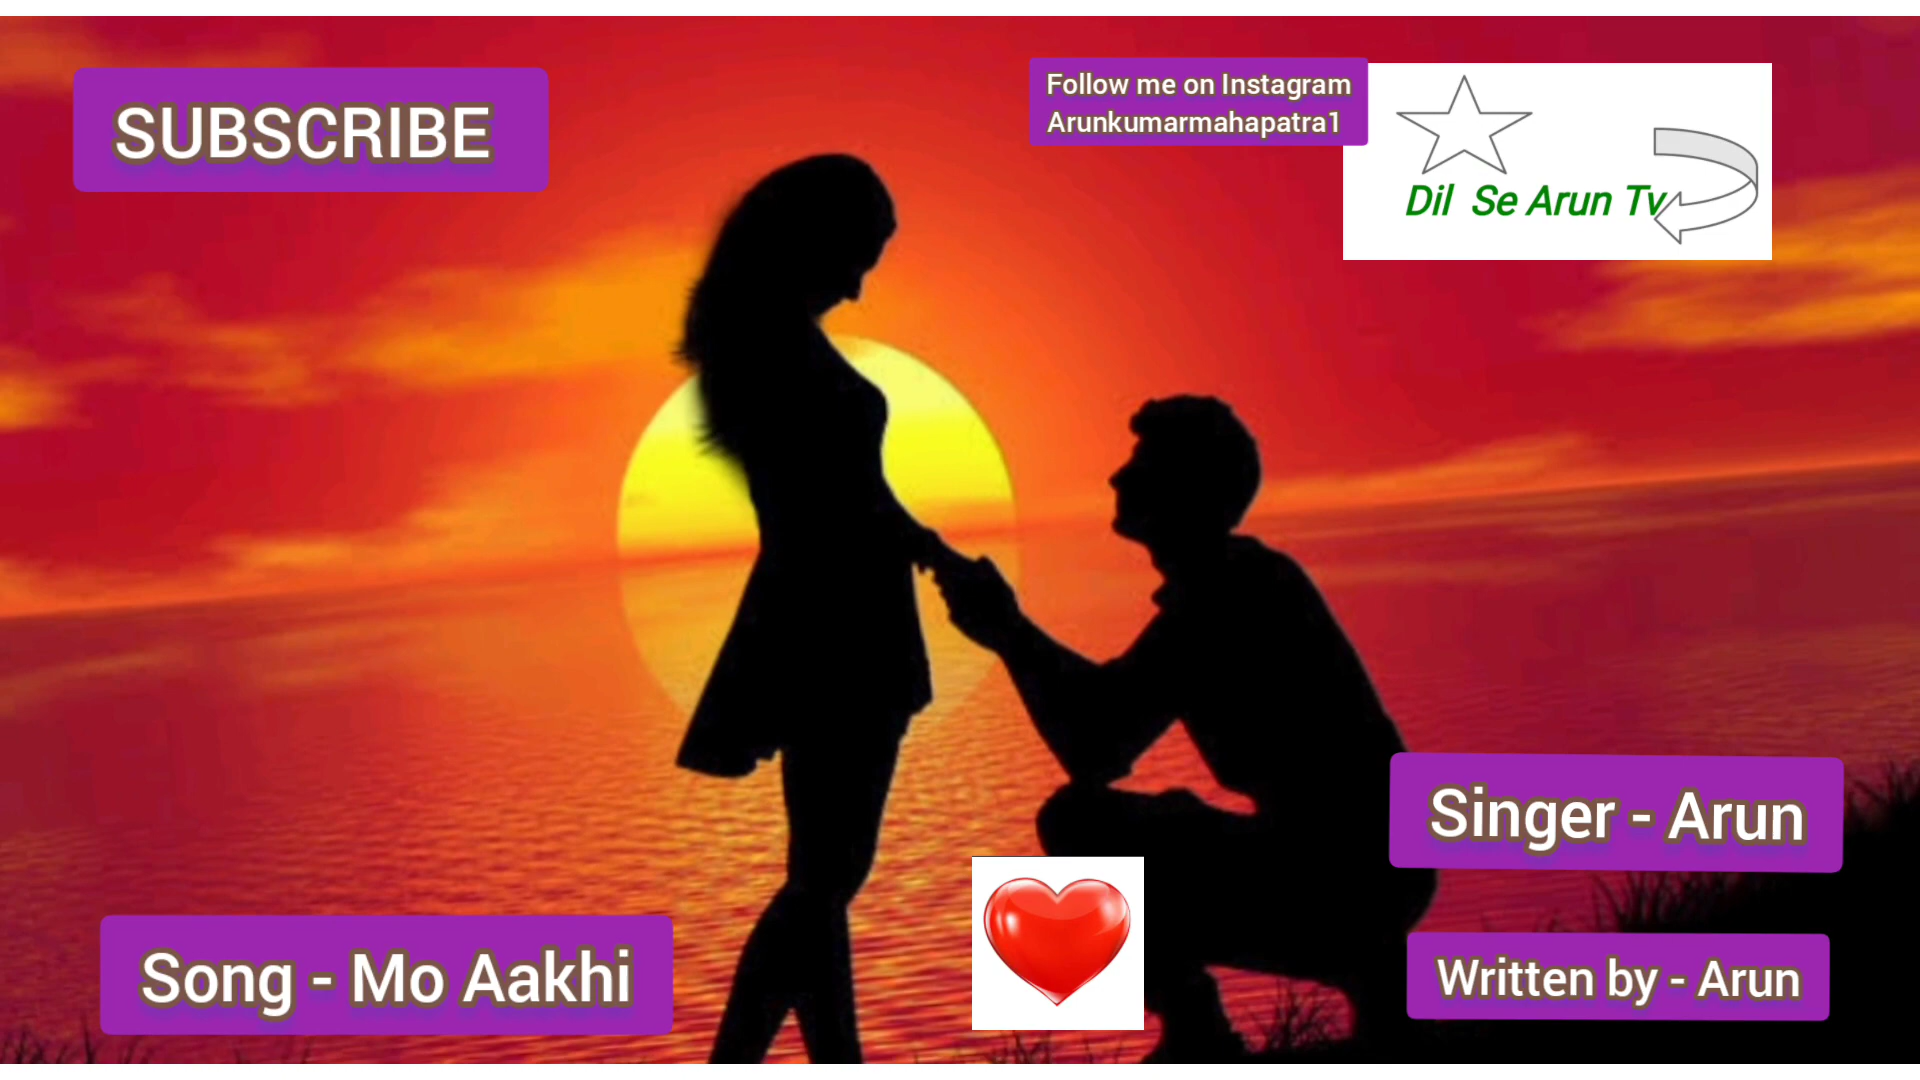 SUBSCRIBE
Follow me on Instagram
Arunkumarmahapatra1
Dil Se Arun Tv
Singer - Arun
Song - Mo Aakhi
Written by - Arun